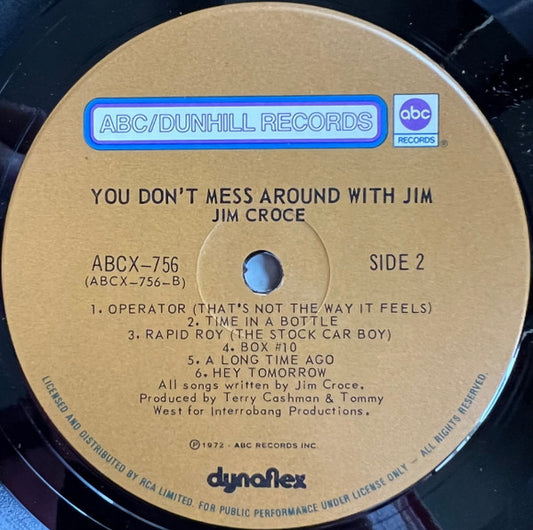 ABC/DUNHILL RECORDS
abc
RECORDS ®
YOU DON'T MESS AROUND WITH JIM
JIM CROCE
ABCX-756
(ABCX-756-B)
SIDE 2
1. OPERATOR (THAT'S NOT THE WAY IT FEELS)
2. TIME IN A BOTTLE
3. RAPID ROY (THE STOCK CAR BOY)
4. BOX #10
5. A LONG TIME AGO
6. HEY TOMORROW
All songs written by Jim Croce.
Produced by Terry Cashman & Tommy
West for Interrobang Productions.
℗ 1972 - ABC RECORDS INC.
dynaflex
LICENSED AND DISTRIBUTED BY RCA LIMITED. FOR PUBLIC PERFORMANCE UNDER LICENSE ONLY — ALL RIGHTS RESERVED.